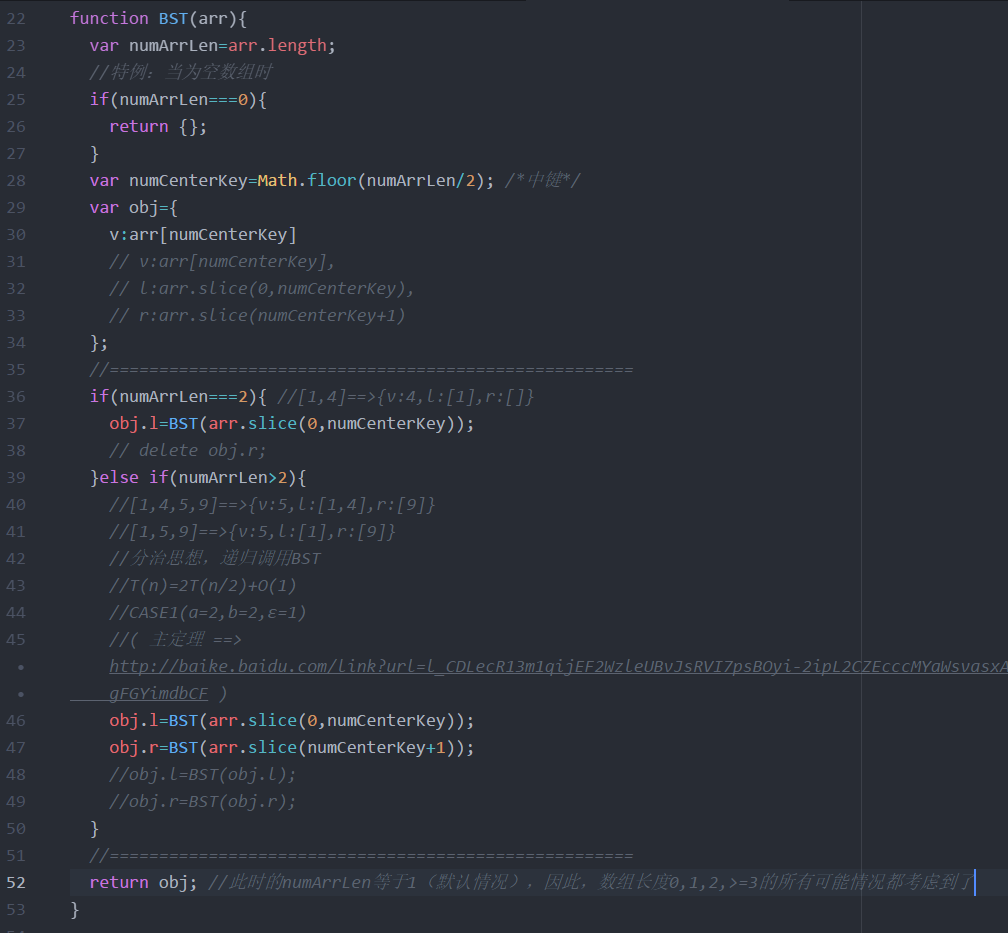 22 function BST(arr){
23 var numArrLen=arr.length;
24 //特例：当为空数组时
25 if(numArrLen===0){
26 return {};
27 }
28 var numCenterKey=Math.floor(numArrLen/2); /*中键*/
29 var obj={
30 v:arr[numCenterKey]
31 // v:arr[numCenterKey],
32 // l:arr.slice(0,numCenterKey),
33 // r:arr.slice(numCenterKey+1)
34 };
35 //=====================================================
36 if(numArrLen===2){ //[1,4]==>{v:4,l:[1],r:[]}
37 obj.l=BST(arr.slice(0,numCenterKey));
38 // delete obj.r;
39 }else if(numArrLen>2){
40 //[1,4,5,9]==>{v:5,l:[1,4],r:[9]}
41 //[1,5,9]==>{v:5,l:[1],r:[9]}
42 //分治思想，递归调用BST
43 //T(n)=2T(n/2)+O(1)
44 //CASE1(a=2,b=2,ε=1)
45 //( 主定理 ==>
http://baike.baidu.com/link?url=l_CDLecR13m1qijEF2WzleUBvJsRVI7psBOyi-2ipL2CZEcccMYaWsvasxA
gFGYimdbCF )
46 obj.l=BST(arr.slice(0,numCenterKey));
47 obj.r=BST(arr.slice(numCenterKey+1));
48 //obj.l=BST(obj.l);
49 //obj.r=BST(obj.r);
50 }
51 //=====================================================
52 return obj; //此时的numArrLen等于1（默认情况），因此，数组长度0,1,2,>=3的所有可能情况都考虑到了
53 }